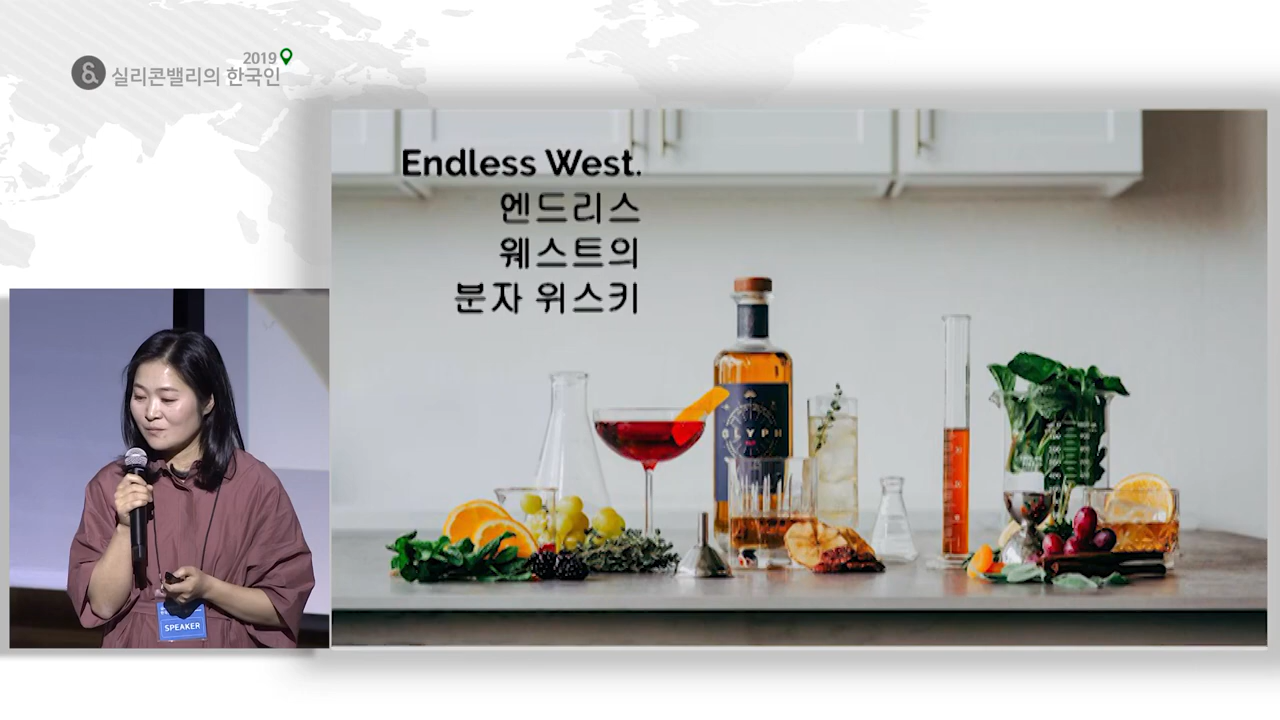 2019
& 실리콘밸리의 한국인
Endless West.
엔드리스
웨스트의
분자 위스키
GLYPH
SPEAKER